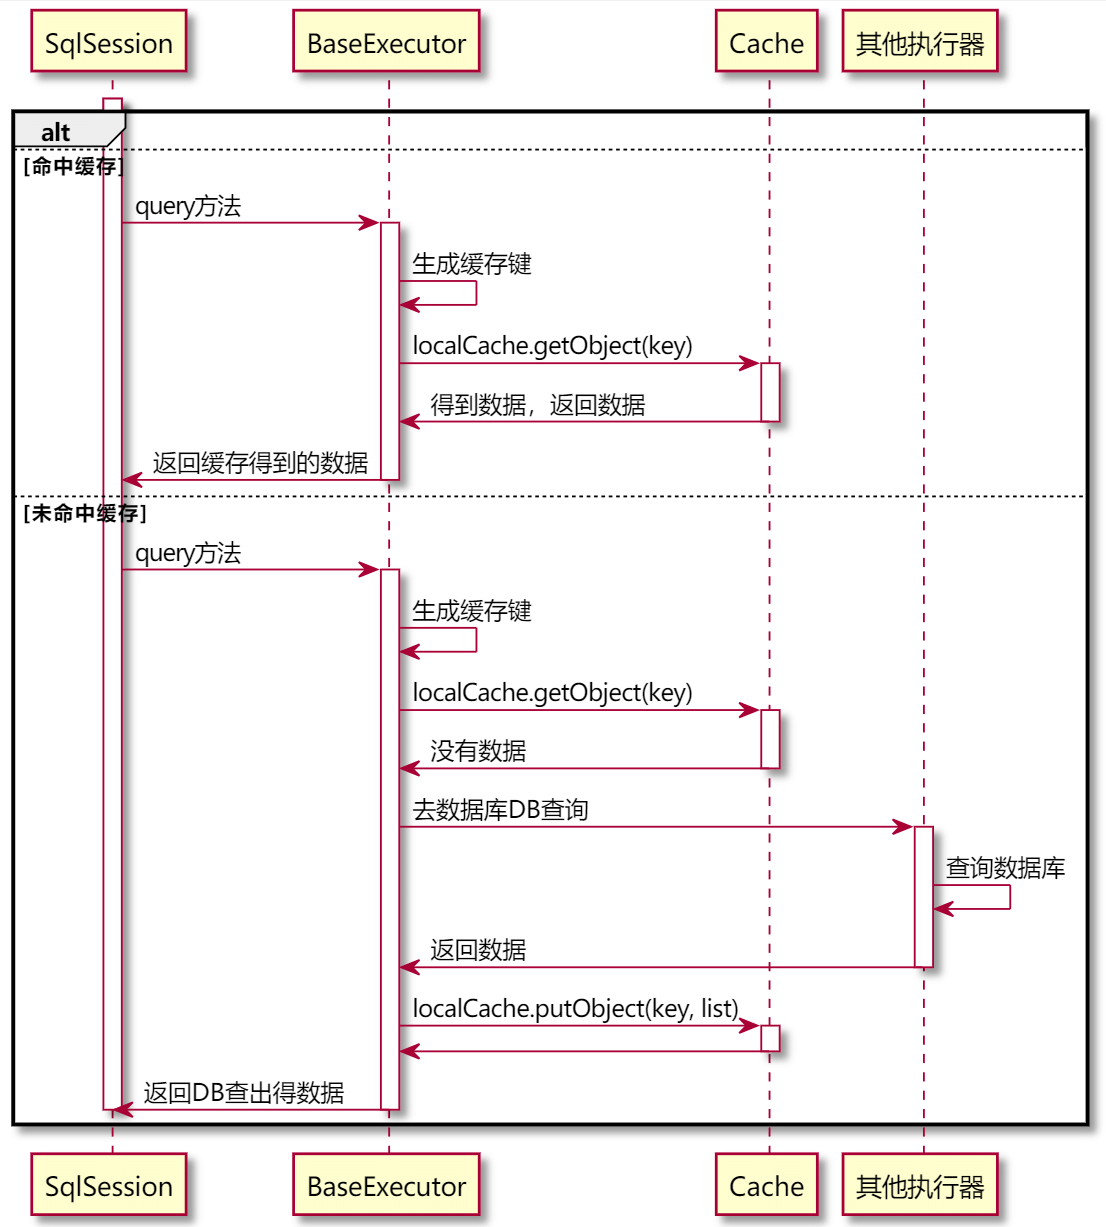 SqlSession
BaseExecutor
Cache
其他执行器
alt
[命中缓存]
query方法
生成缓存键
localCache.getObject(key)
得到数据，返回数据
返回缓存得到的数据
[未命中缓存]
query方法
生成缓存键
localCache.getObject(key)
没有数据
去数据库DB查询
查询数据库
返回数据
localCache.putObject(key, list)
返回DB查出得数据
SqlSession
BaseExecutor
Cache
其他执行器